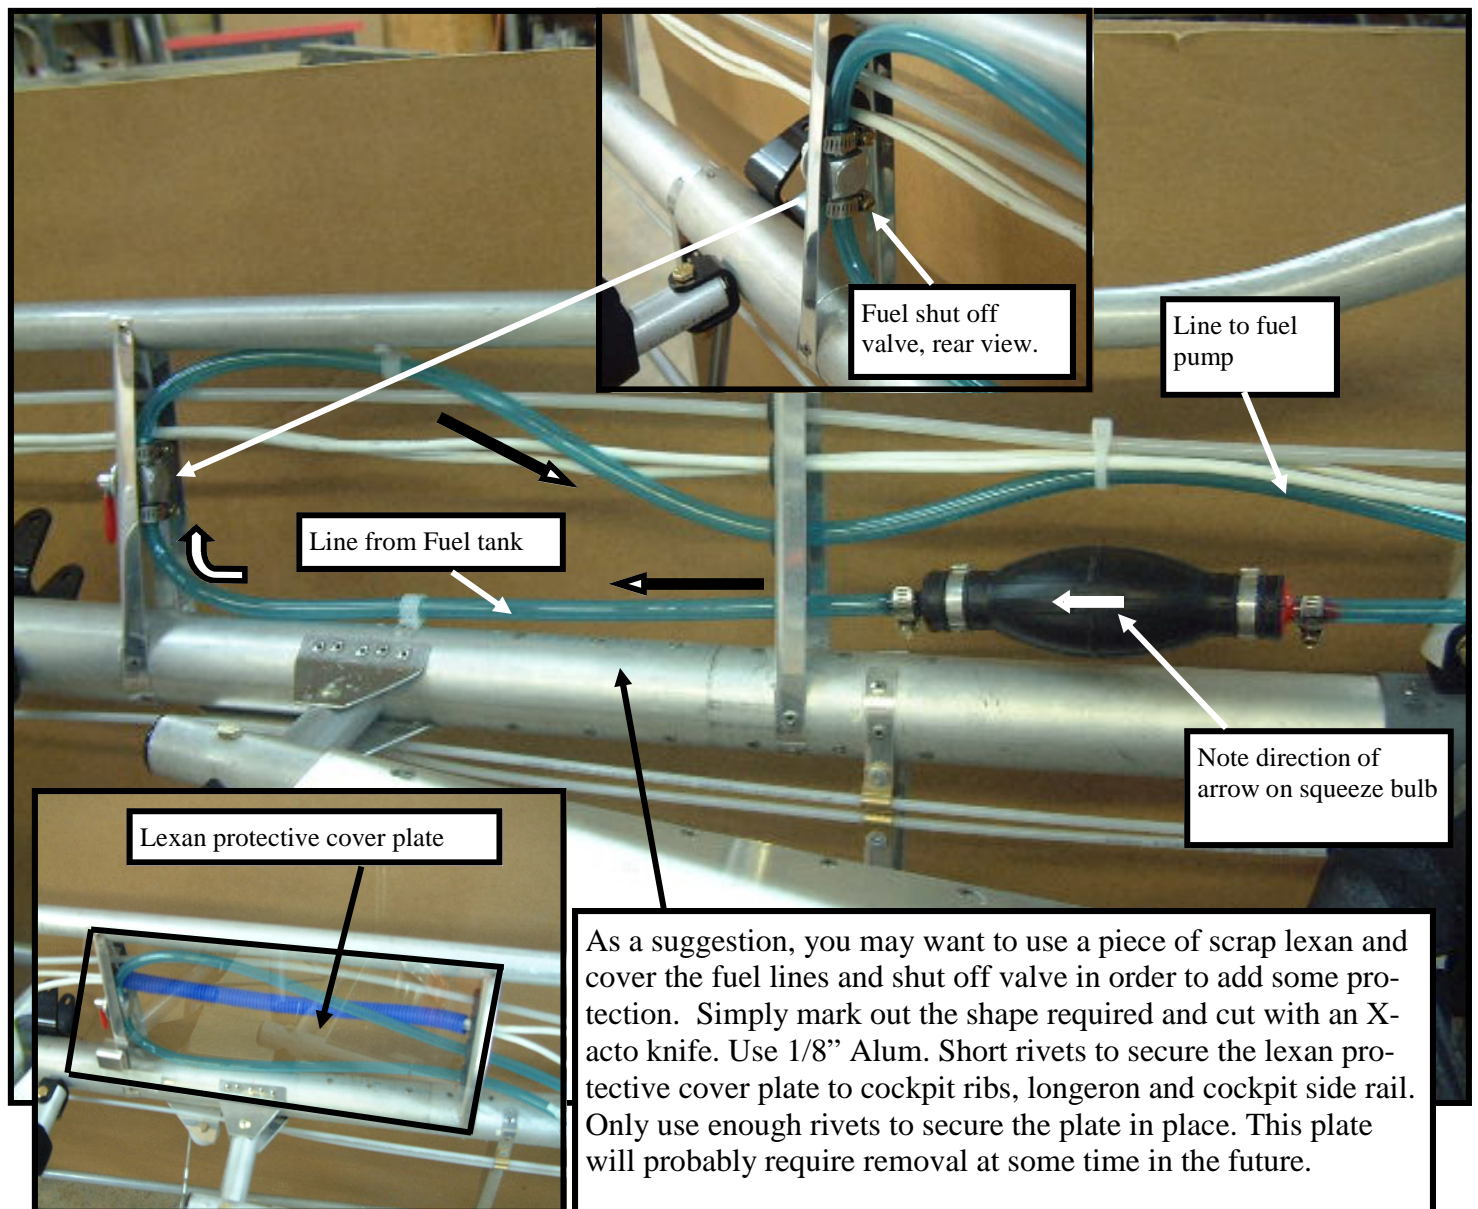 Fuel shut off
valve, rear view.
Line to fuel
pump
Line from Fuel tank
Note direction of
arrow on squeeze bulb
Lexan protective cover plate
As a suggestion, you may want to use a piece of scrap lexan and
cover the fuel lines and shut off valve in order to add some pro-
tection.  Simply mark out the shape required and cut with an X-
acto knife. Use 1/8” Alum. Short rivets to secure the lexan pro-
tective cover plate to cockpit ribs, longeron and cockpit side rail.
Only use enough rivets to secure the plate in place. This plate
will probably require removal at some time in the future.